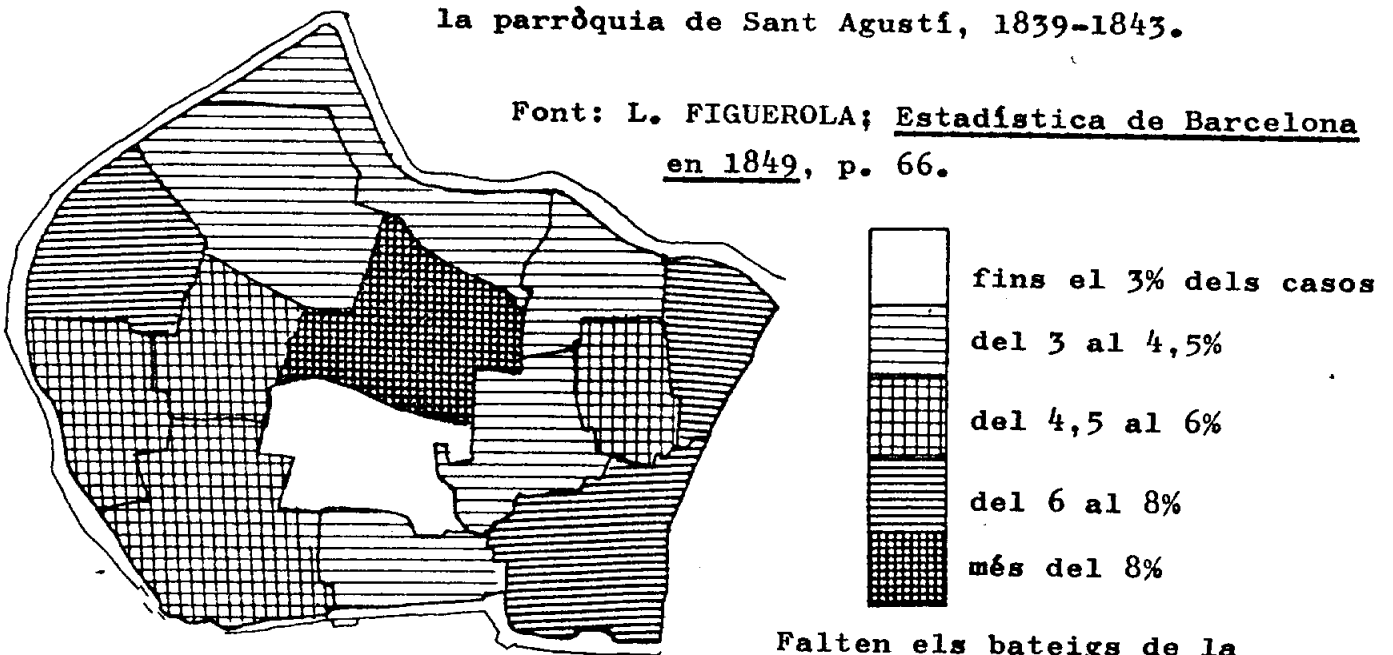 la parròquia de Sant Agustí, 1839-1843.
Font: L. FIGUEROLA; Estadística de Barcelona
en 1849, p. 66.
fins el 3% dels casos
del 3 al 4,5%
del 4,5 al 6%
del 6 al 8%
més del 8%
Falten els bateigs de la